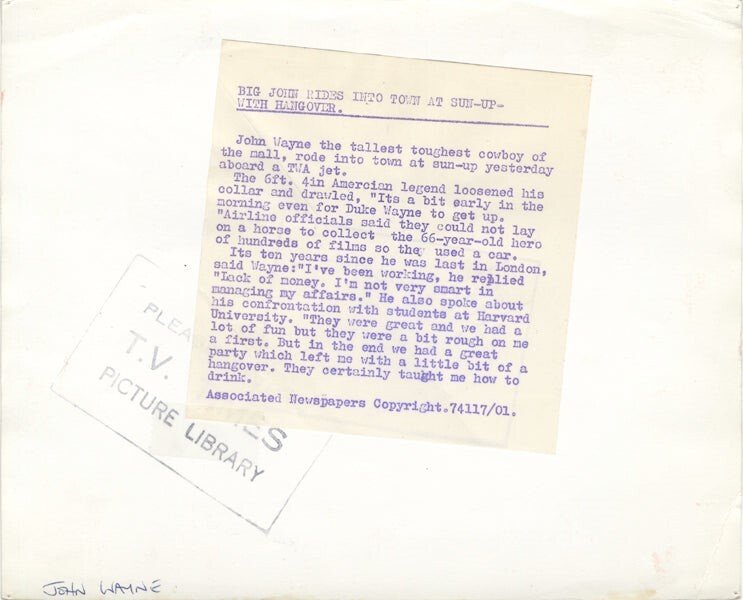 BIG JOHN RIDES INTO TOWN AT SUN-UP-
WITH HANGOVER.
John Wayne the tallest toughest cowboy of
the mall, rode into town at sun-up yesterday
aboard a TWA jet.
The 6ft. 4in Amercian legend loosened his
collar and drawled, "Its a bit early in the
morning even for Duke Wayne to get up.
"Airline officials said they could not lay
on a horse to collect the 66-year-old hero
of hundreds of films so they used a car.
Its ten years since he was last in London,
said Wayne:"I've been working, he replied
"Lack of money. I'm not very smart in
managing my affairs." He also spoke about
his confrontation with students at Harvard
University. "They were great and we had a
lot of fun but they were a bit rough on me
a first. But in the end we had a great
party which left me with a little bit of a
hangover. They certainly taught me how to
drink.
Associated Newspapers Copyright.74117/01.
T.V.
PICTURE LIBRARY
JOHN WAYNE